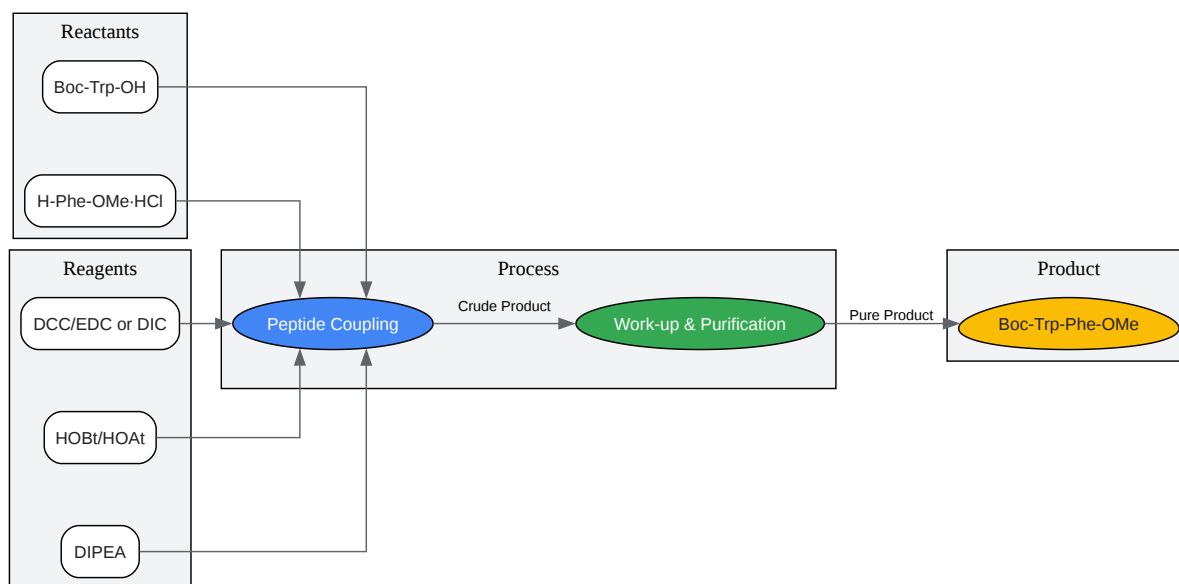 Reactants
Boc-Trp-OH
H-Phe-OMe·HCl
Reagents
DCC/EDC or DIC
HOBt/HOAt
DIPEA
Process
Peptide Coupling
Crude Product
Work-up & Purification
Pure Product
Product
Boc-Trp-Phe-OMe